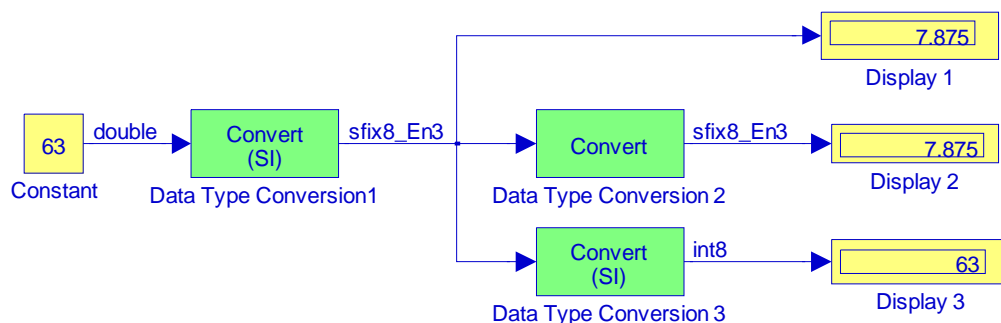 7.875
Display 1
63
Constant
double
Convert
(SI)
Data Type Conversion1
sfix8_En3
Convert
Data Type Conversion 2
sfix8_En3
7.875
Display 2
Convert
(SI)
Data Type Conversion 3
int8
63
Display 3